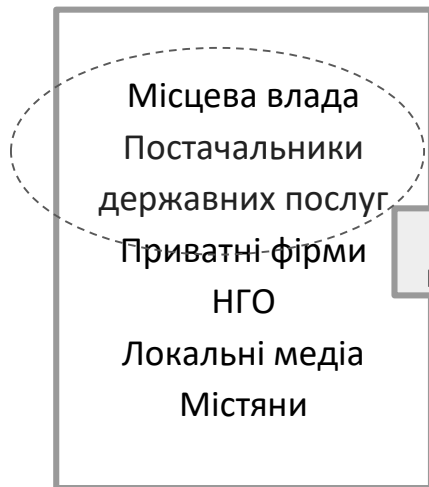 Місцева влада
Постачальники
державних послуг
Приватні фірми
НГО
Локальні медіа
Містяни